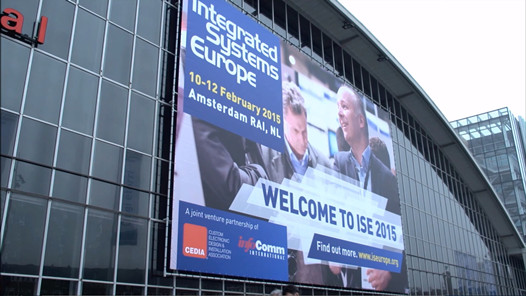 al
Integrated
Systems
Europe
10-12 February 2015
Amsterdam RAI, NL
WELCOME TO ISE 2015
Find out more. www.iseurope.org
A joint venture partnership of
CEDIA
CUSTOM
ELECTRONIC
DESIGN &
INSTALLATION
ASSOCIATION
infoComm
INTERNATIONAL